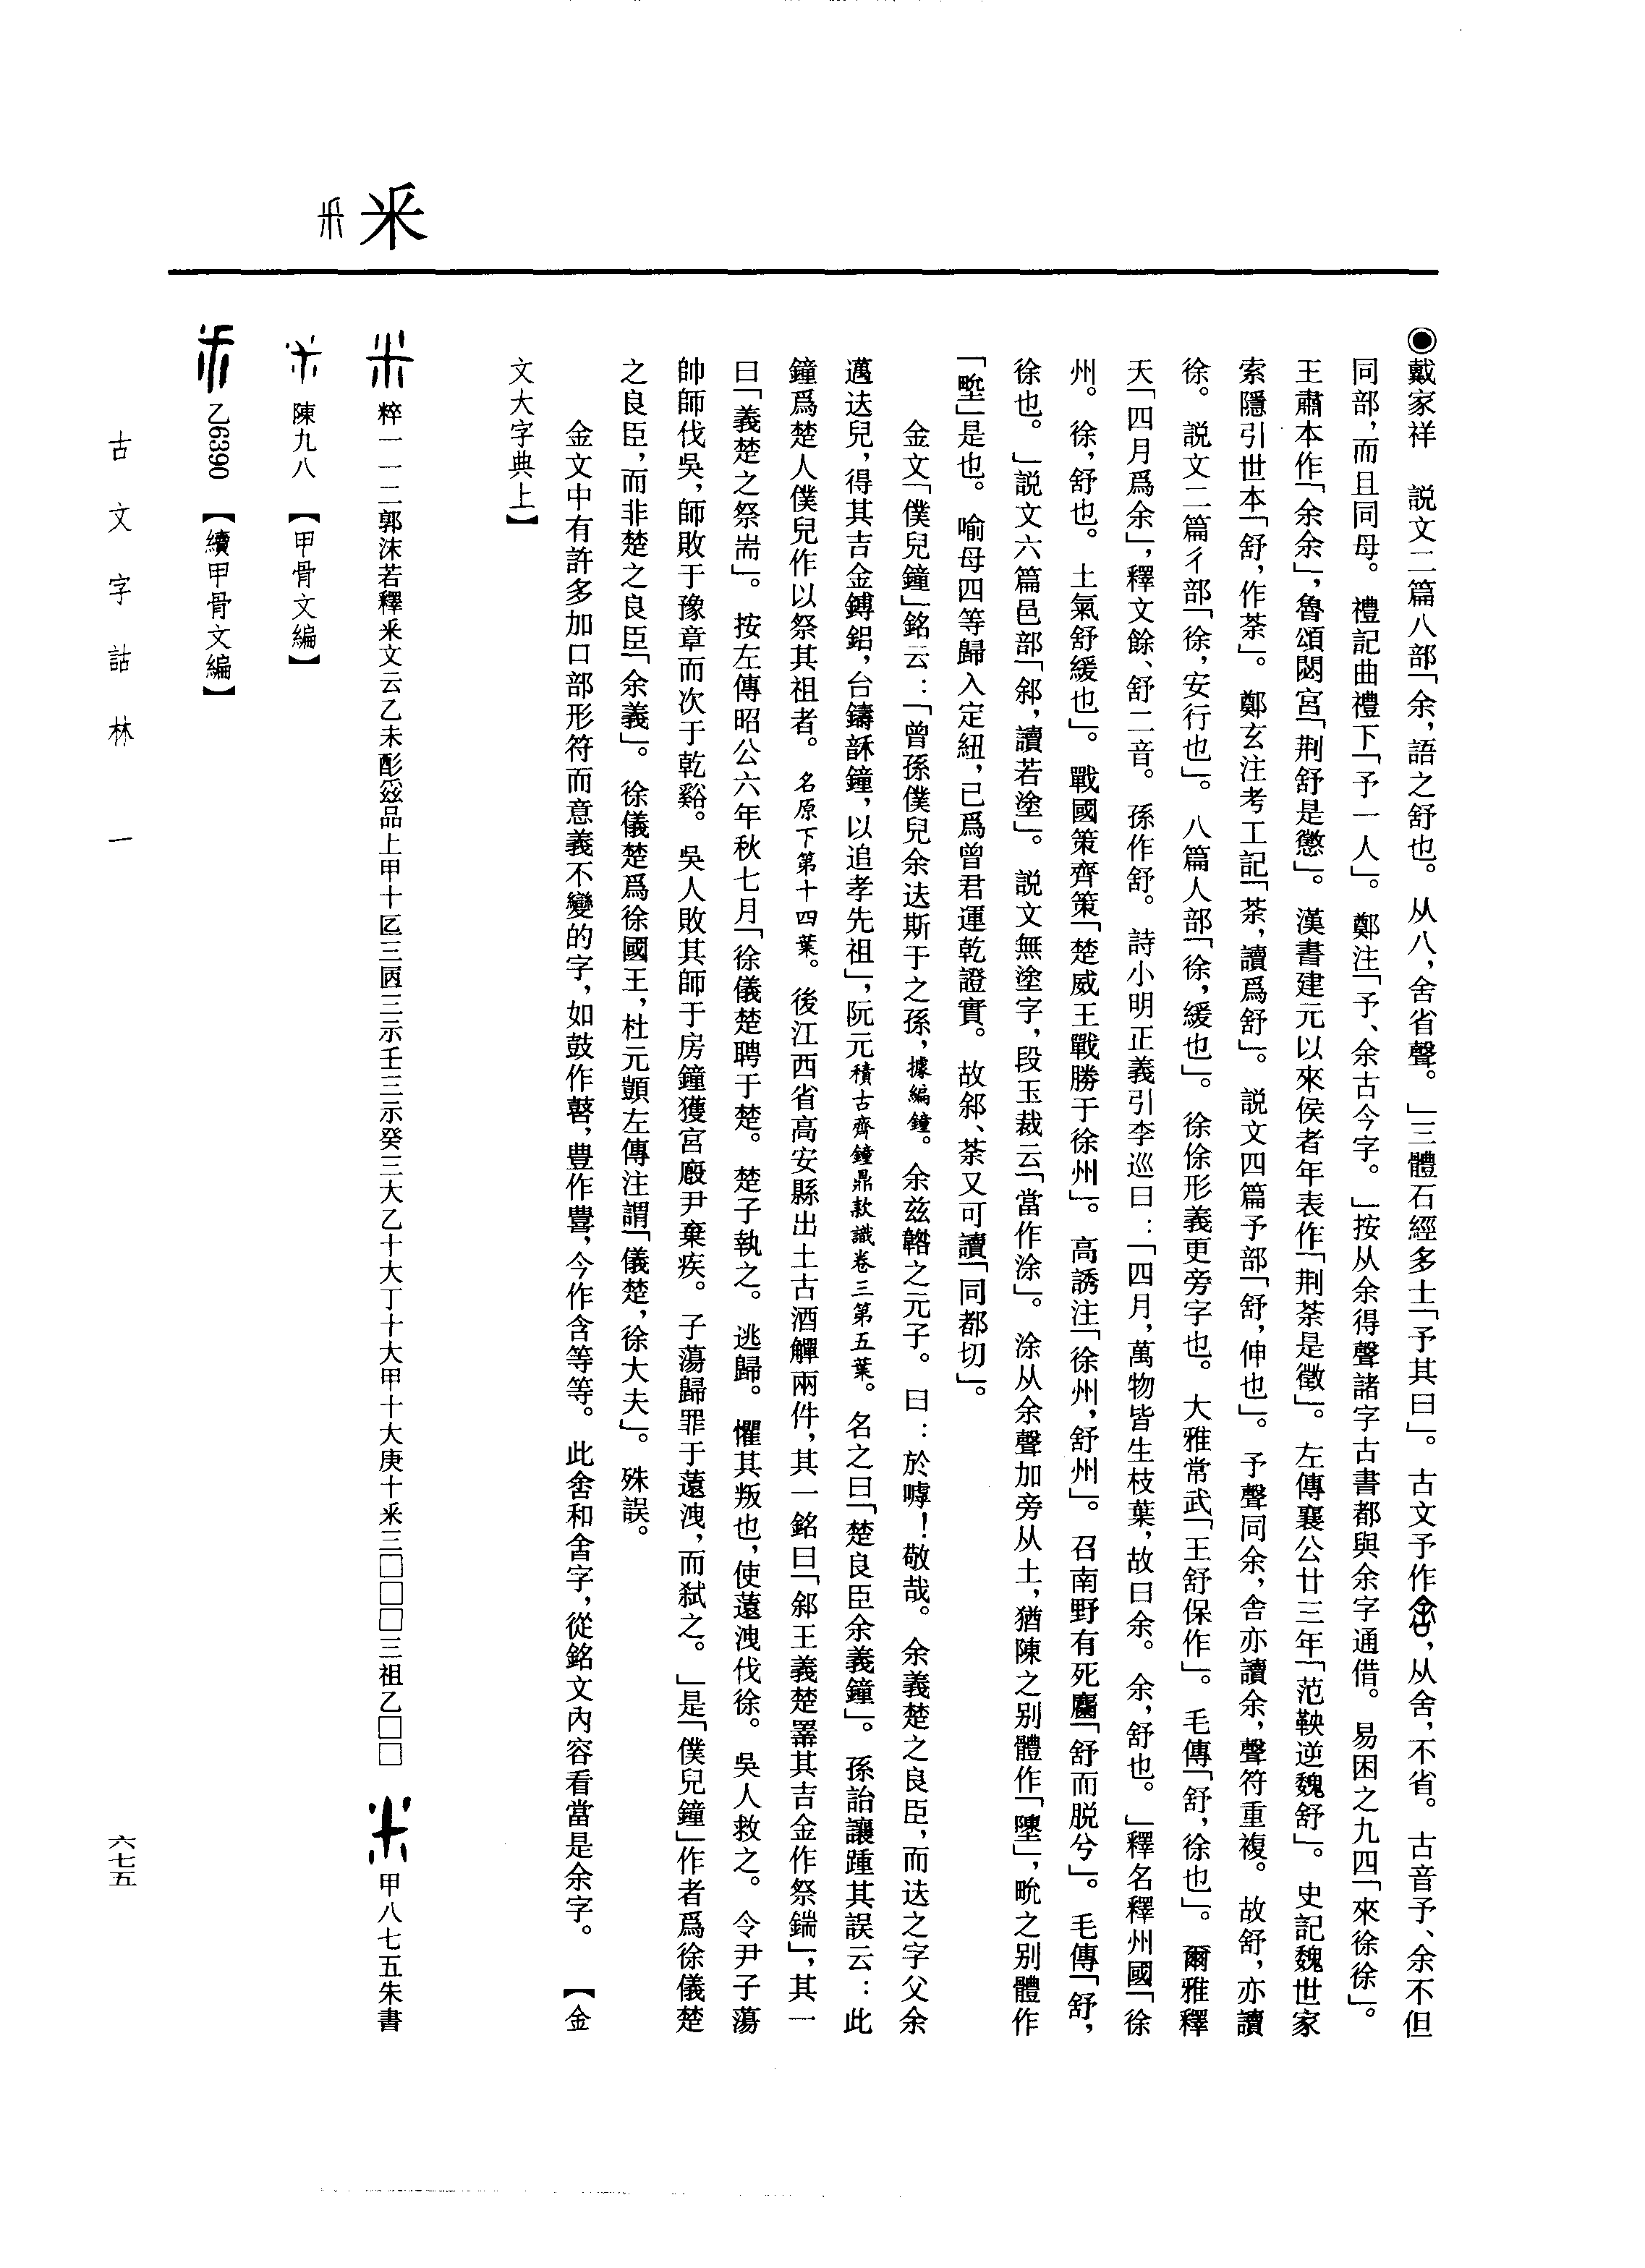 釆
◉戴家祥　説文二篇八部「余，語之舒也。从八，舍省聲。」三體石經多士「予其曰」。古文予作，从舍，不省。古音予、余不但
同部，而且同母。禮記曲禮下「予一人」。鄭注「予、余古今字。」按从余得聲諸字古書都與余字通借。易困之九四「來徐徐」。
王肅本作「余余」，魯頌閟宮「荆舒是懲」。漢書建元以來侯者年表作「荆荼是徵」。左傳襄公廿三年「范鞅逆魏舒」。史記魏世家
索隱引世本「舒，作荼」。鄭玄注考工記「荼，讀爲舒」。説文四篇予部「舒，伸也」。予聲同余，舍亦讀余，聲符重複。故舒，亦讀
徐。説文二篇彳部「徐，安行也」。八篇人部「俆，緩也」。徐俆形義更旁字也。大雅常武「王舒保作」。毛傳「舒，徐也」。爾雅釋
天「四月爲余」，釋文餘、舒二音。孫作舒。詩小明正義引李巡曰：「四月，萬物皆生枝葉，故曰余。余，舒也。」釋名釋州國「徐
州。徐，舒也。土氣舒緩也」。戰國策齊策「楚威王戰勝于徐州」。高誘注「徐州，舒州」。召南野有死麕「舒而脱兮」。毛傳「舒，
徐也。」説文六篇邑部「䣄，讀若塗」。説文無塗字，段玉裁云「當作涂」。涂从余聲加旁从土，猶陳之别體作「塦」，㽘之别體作
「」是也。喻母四等歸入定紐，已爲曾君運乾證實。故䣄、荼又可讀「同都切」。
金文「僕兒鐘」銘云：「曾孫僕兒余迖斯于之孫，據編鐘。余兹䤾之元子。曰：於嘑！敬哉。余義楚之良臣，而迖之字父余
邁迖兒，得其吉金鎛鋁，台鑄龢鐘，以追孝先祖」，阮元積古齊鐘鼎款識卷三第五葉。名之曰「楚良臣余義鐘」。孫詒讓踵其誤云：此
鐘爲楚人僕兒作以祭其祖者。名原下第十四葉。後江西省高安縣出土古酒觶兩件，其一銘曰「䣄王義楚羃其吉金作祭鍴」，其一
曰「義楚之祭耑」。按左傳昭公六年秋七月「徐儀楚聘于楚。楚子執之。逃歸。懼其叛也，使薳洩伐徐。吳人救之。令尹子蕩
帥師伐吳，師敗于豫章而次于乾谿。吳人敗其師于房鐘獲宮廄尹棄疾。子蕩歸罪于薳洩，而弑之。」是「僕兒鐘」作者爲徐儀楚
之良臣，而非楚之良臣「余義」。徐儀楚爲徐國王，杜元顗左傳注謂「儀楚，徐大夫」。殊誤。
金文中有許多加口部形符而意義不變的字，如鼓作，豊作，今作含等等。此舍和舍字，從銘文内容看當是余字。【金
文大字典上】
粹一一二郭沫若釋釆文云乙未酌品上甲十匚三三示壬三示癸三大乙十大丁十大甲十大庚十釆三□□□三祖乙□□　甲八七五朱書
陳九八【甲骨文編】
乙6390【續甲骨文編】
古文字詁林　一
六七五